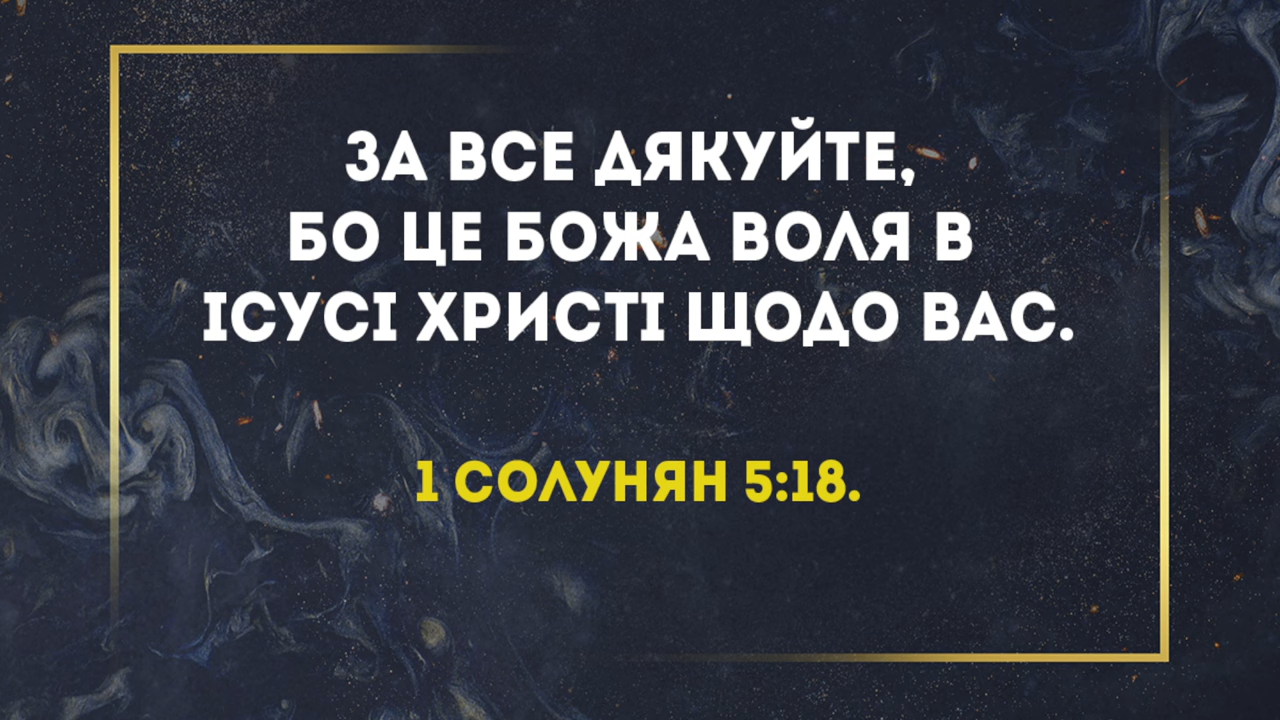 ЗА ВСЕ ДЯКУЙТЕ,
БО ЦЕ БОЖА ВОЛЯ В
ІСУСІ ХРИСТІ ЩОДО ВАС.
1 СОЛУНЯН 5:18.